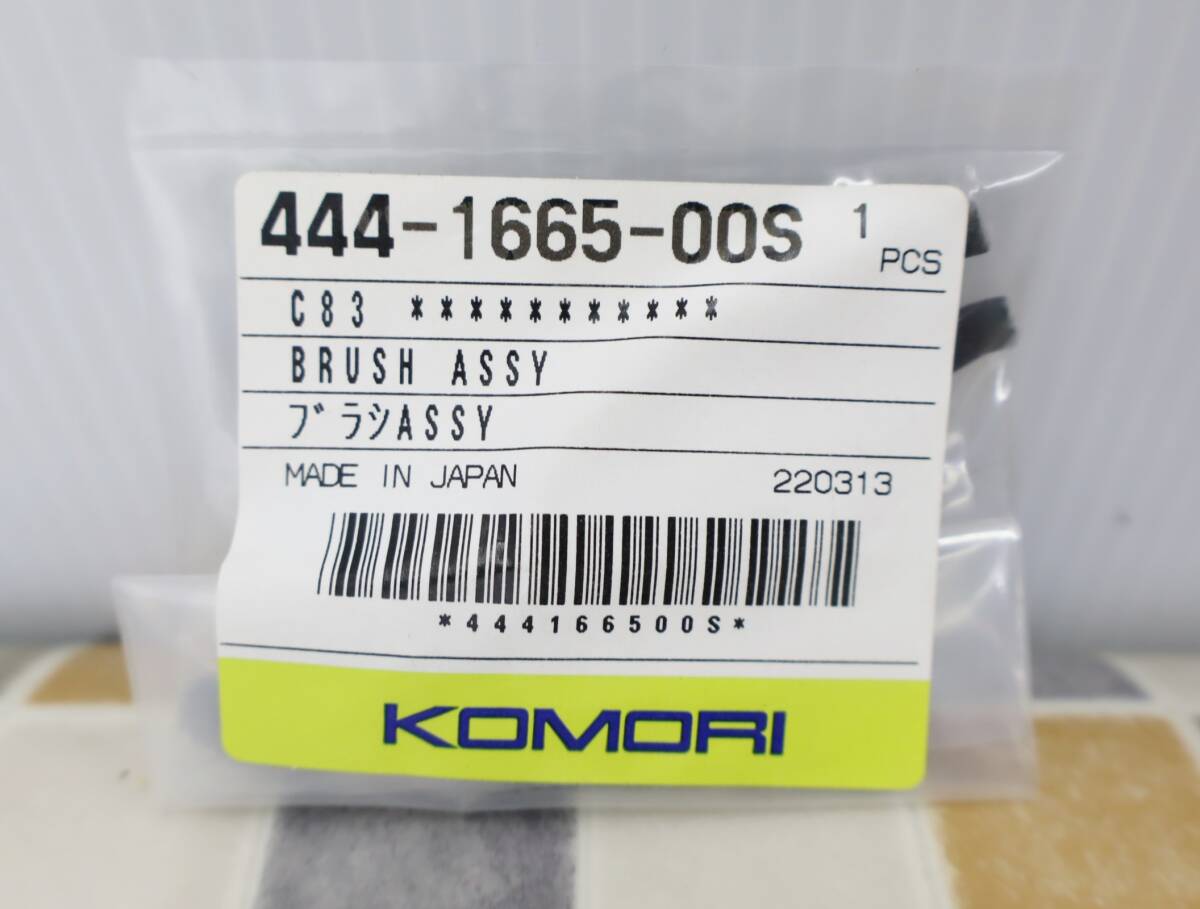 444-1665-00S 1 PCS
C83 ***********
BRUSH ASSY
ブラシASSY
MADE IN JAPAN 220313
*444166500S*
KOMORI